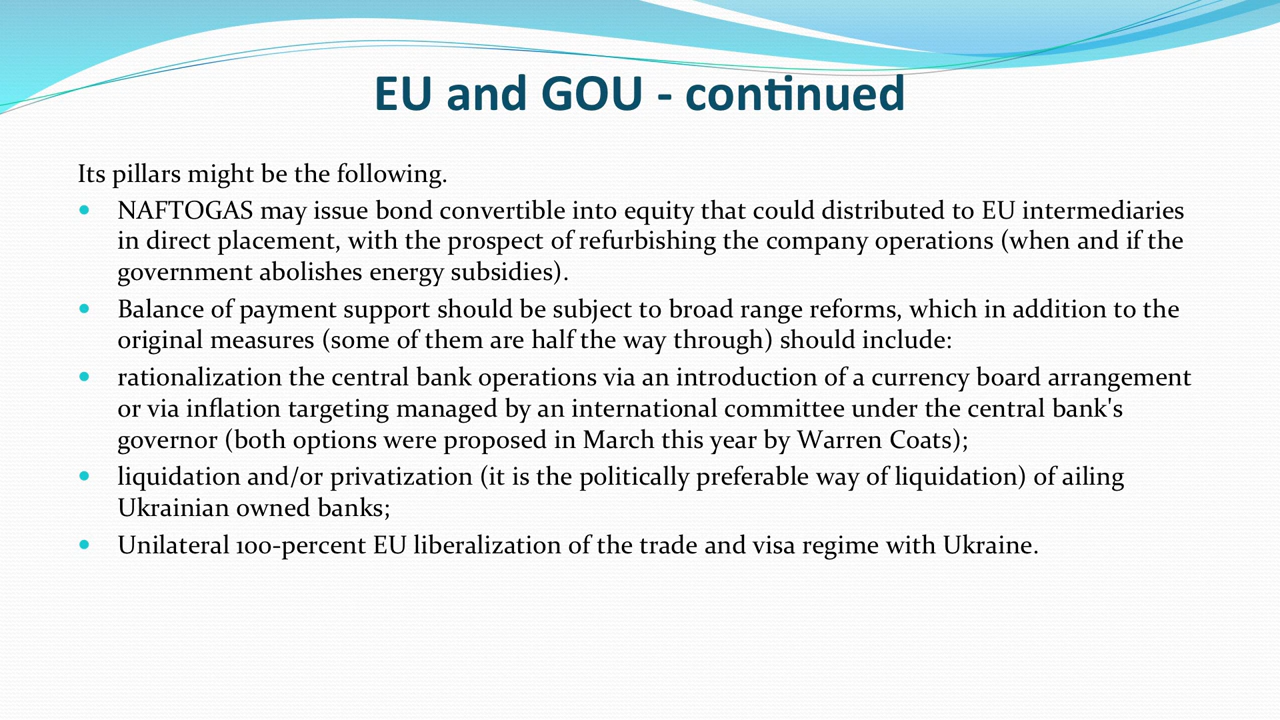 EU and GOU - continued
Its pillars might be the following.
• NAFTOGAS may issue bond convertible into equity that could distributed to EU intermediaries
in direct placement, with the prospect of refurbishing the company operations (when and if the
government abolishes energy subsidies).
• Balance of payment support should be subject to broad range reforms, which in addition to the
original measures (some of them are half the way through) should include:
• rationalization the central bank operations via an introduction of a currency board arrangement
or via inflation targeting managed by an international committee under the central bank's
governor (both options were proposed in March this year by Warren Coats);
• liquidation and/or privatization (it is the politically preferable way of liquidation) of ailing
Ukrainian owned banks;
• Unilateral 100-percent EU liberalization of the trade and visa regime with Ukraine.